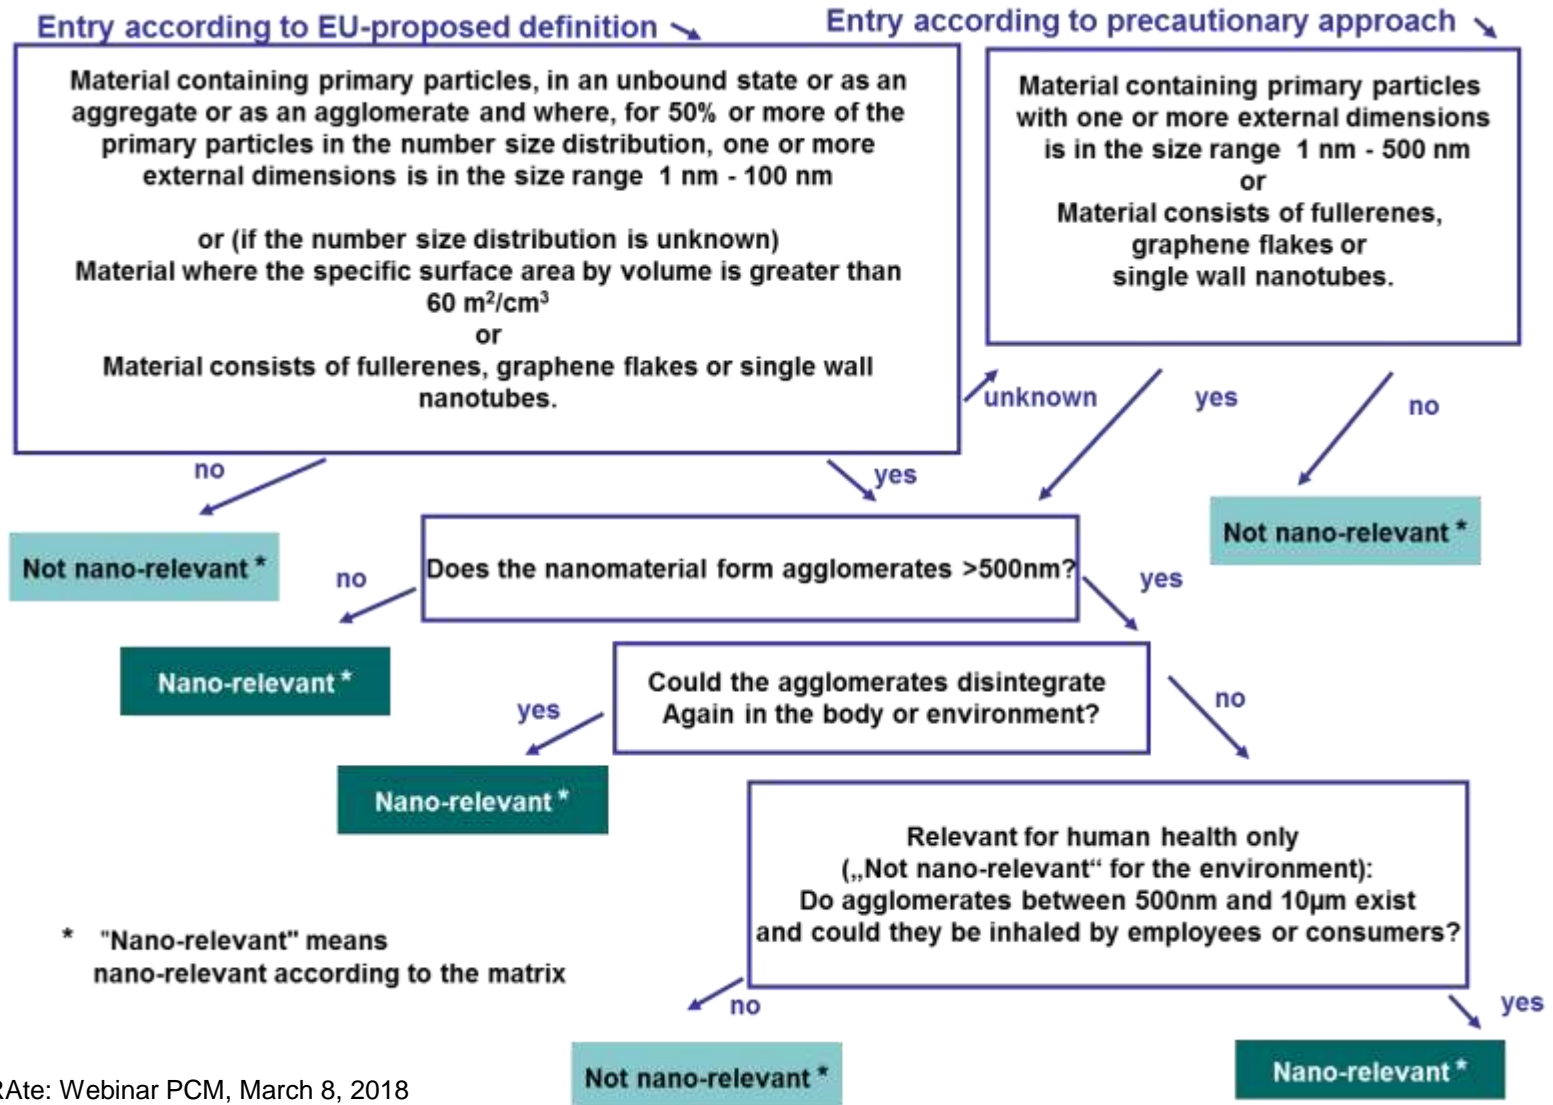 Entry according to EU-proposed definition
Entry according to precautionary approach
Material containing primary particles, in an unbound state or as an
aggregate or as an agglomerate and where, for 50% or more of the
primary particles in the number size distribution, one or more
external dimensions is in the size range 1 nm - 100 nm
or (if the number size distribution is unknown)
Material where the specific surface area by volume is greater than
60 m²/cm³
or
Material consists of fullerenes, graphene flakes or single wall
nanotubes.
Material containing primary particles
with one or more external dimensions
is in the size range 1 nm - 500 nm
or
Material consists of fullerenes,
graphene flakes or
single wall nanotubes.
unknown
yes
no
no
yes
Not nano-relevant *
Not nano-relevant *
Does the nanomaterial form agglomerates >500nm?
no
yes
Nano-relevant *
Could the agglomerates disintegrate
Again in the body or environment?
yes
no
Nano-relevant *
Relevant for human health only
(„Not nano-relevant“ for the environment):
Do agglomerates between 500nm and 10µm exist
and could they be inhaled by employees or consumers?
* "Nano-relevant" means
nano-relevant according to the matrix
no
yes
Not nano-relevant *
Nano-relevant *
RAte: Webinar PCM, March 8, 2018